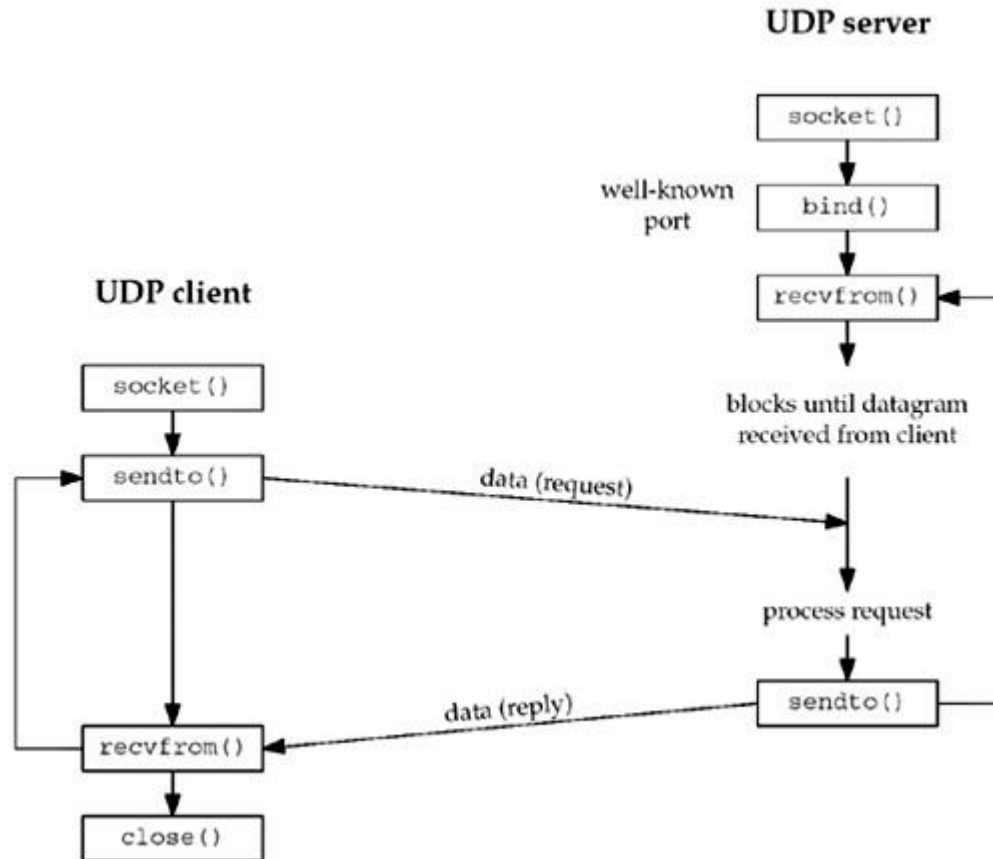 UDP server
socket()
well-known
port
bind()
recvfrom()
UDP client
socket()
blocks until datagram
received from client
sendto()
data (request)
process request
data (reply)
sendto()
recvfrom()
close()